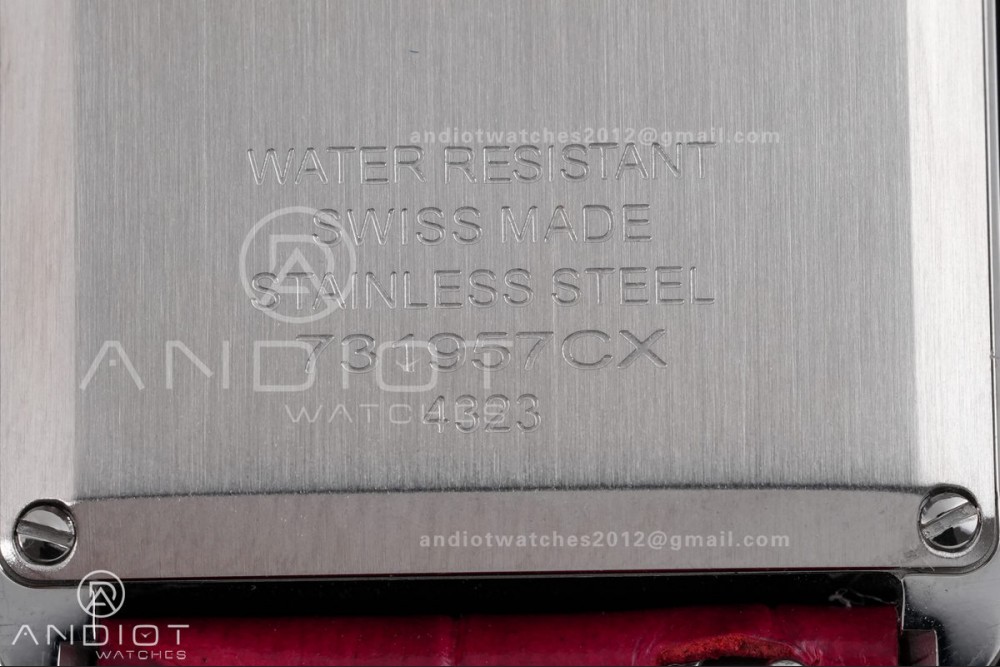 andiotwatches2012@gmail.com
WATER RESISTANT
SWISS MADE
STAINLESS STEEL
731957CX
ANDIOT
WATCHES
4323
andiotwatches2012@gmail.com
ANDIOT
WATCHES